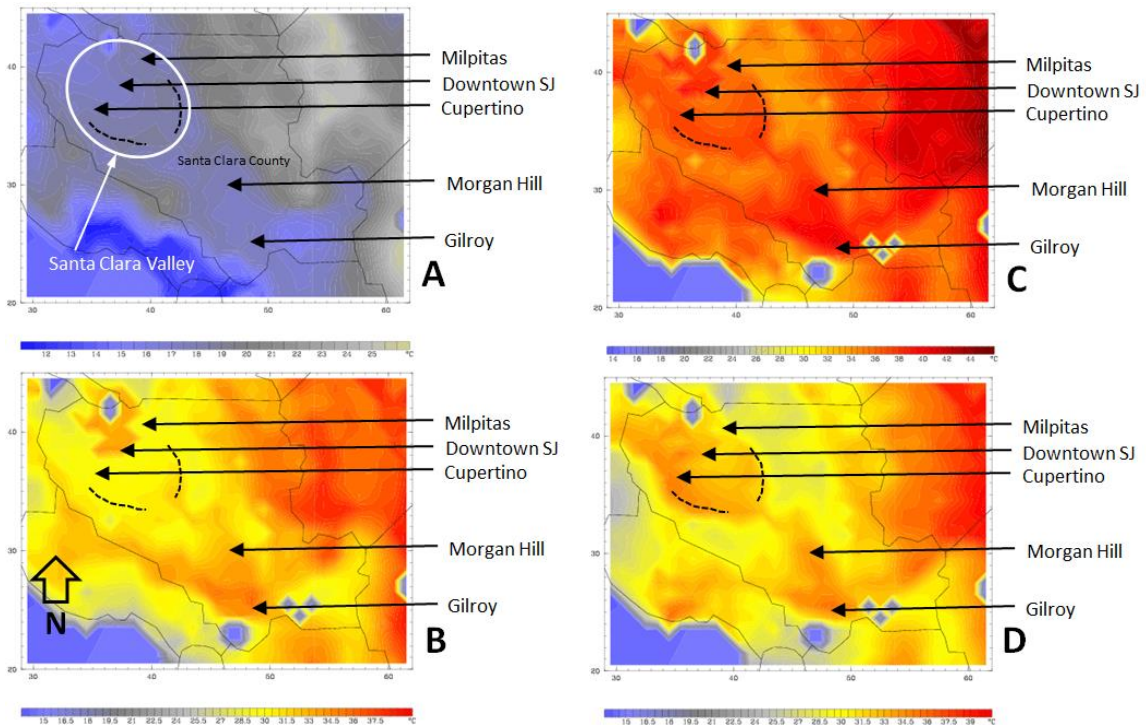 Milpitas
Downtown SJ
Cupertino
Santa Clara County
Morgan Hill
Gilroy
Santa Clara Valley
A
40
30
20
30 40 50 60
12 13 14 15 16 17 18 19 20 21 22 23 24 25 °C
Milpitas
Downtown SJ
Cupertino
Morgan Hill
Gilroy
C
40
30
20
30 40 50 60
14 16 18 20 22 24 26 28 30 32 34 36 38 40 42 44 °C
Milpitas
Downtown SJ
Cupertino
Morgan Hill
Gilroy
N
B
40
30
20
30 40 50 60
15 16.5 18 19.5 21 22.5 24 25.5 27 28.5 30 31.5 33 34.5 36 37.5 °C
Milpitas
Downtown SJ
Cupertino
Morgan Hill
Gilroy
D
40
30
20
30 40 50 60
15 16.5 18 19.5 21 22.5 24 25.5 27 28.5 30 31.5 33 34.5 36 37.5 39 °C